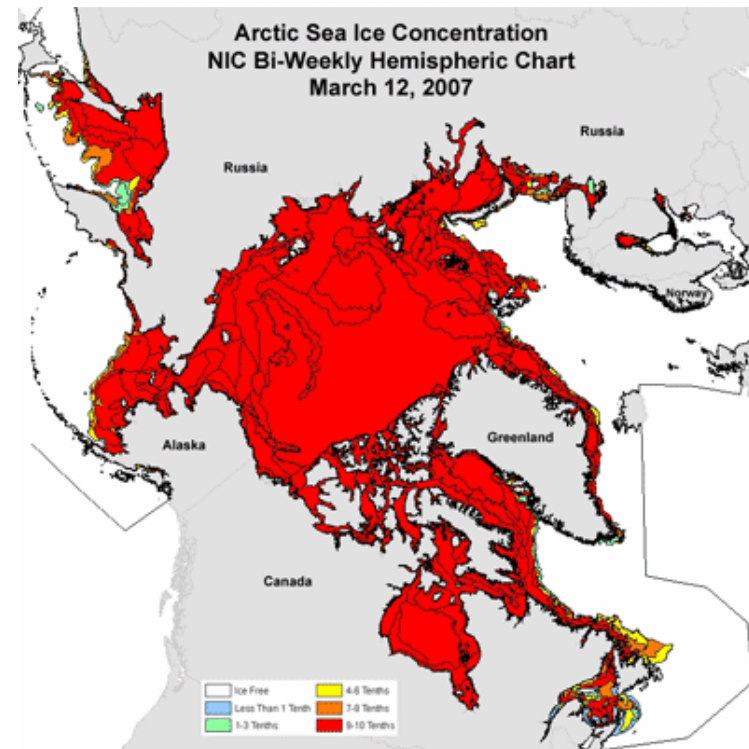 Arctic Sea Ice Concentration
NIC Bi-Weekly Hemispheric Chart
March 12, 2007
Russia
Russia
Norway
Greenland
Alaska
Canada
Ice Free
Less Than 1 Tenth
1-3 Tenths
4-6 Tenths
7-8 Tenths
9-10 Tenths